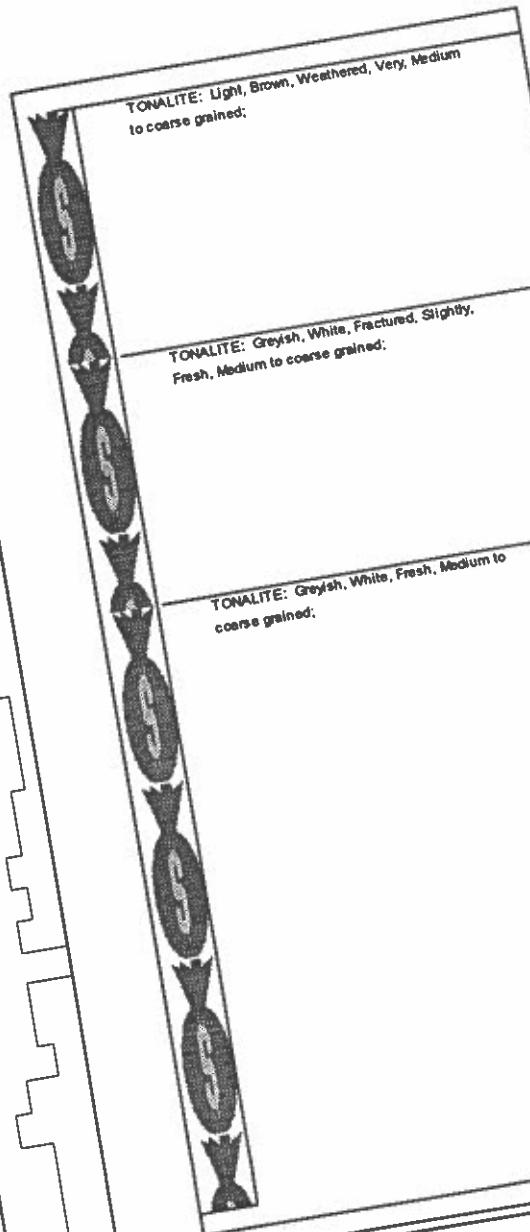 TONALITE: Light, Brown, Weathered, Very, Medium
to coarse grained;
TONALITE: Greyish, White, Fractured, Slightly,
Fresh, Medium to coarse grained;
TONALITE: Greyish, White, Fresh, Medium to
coarse grained;